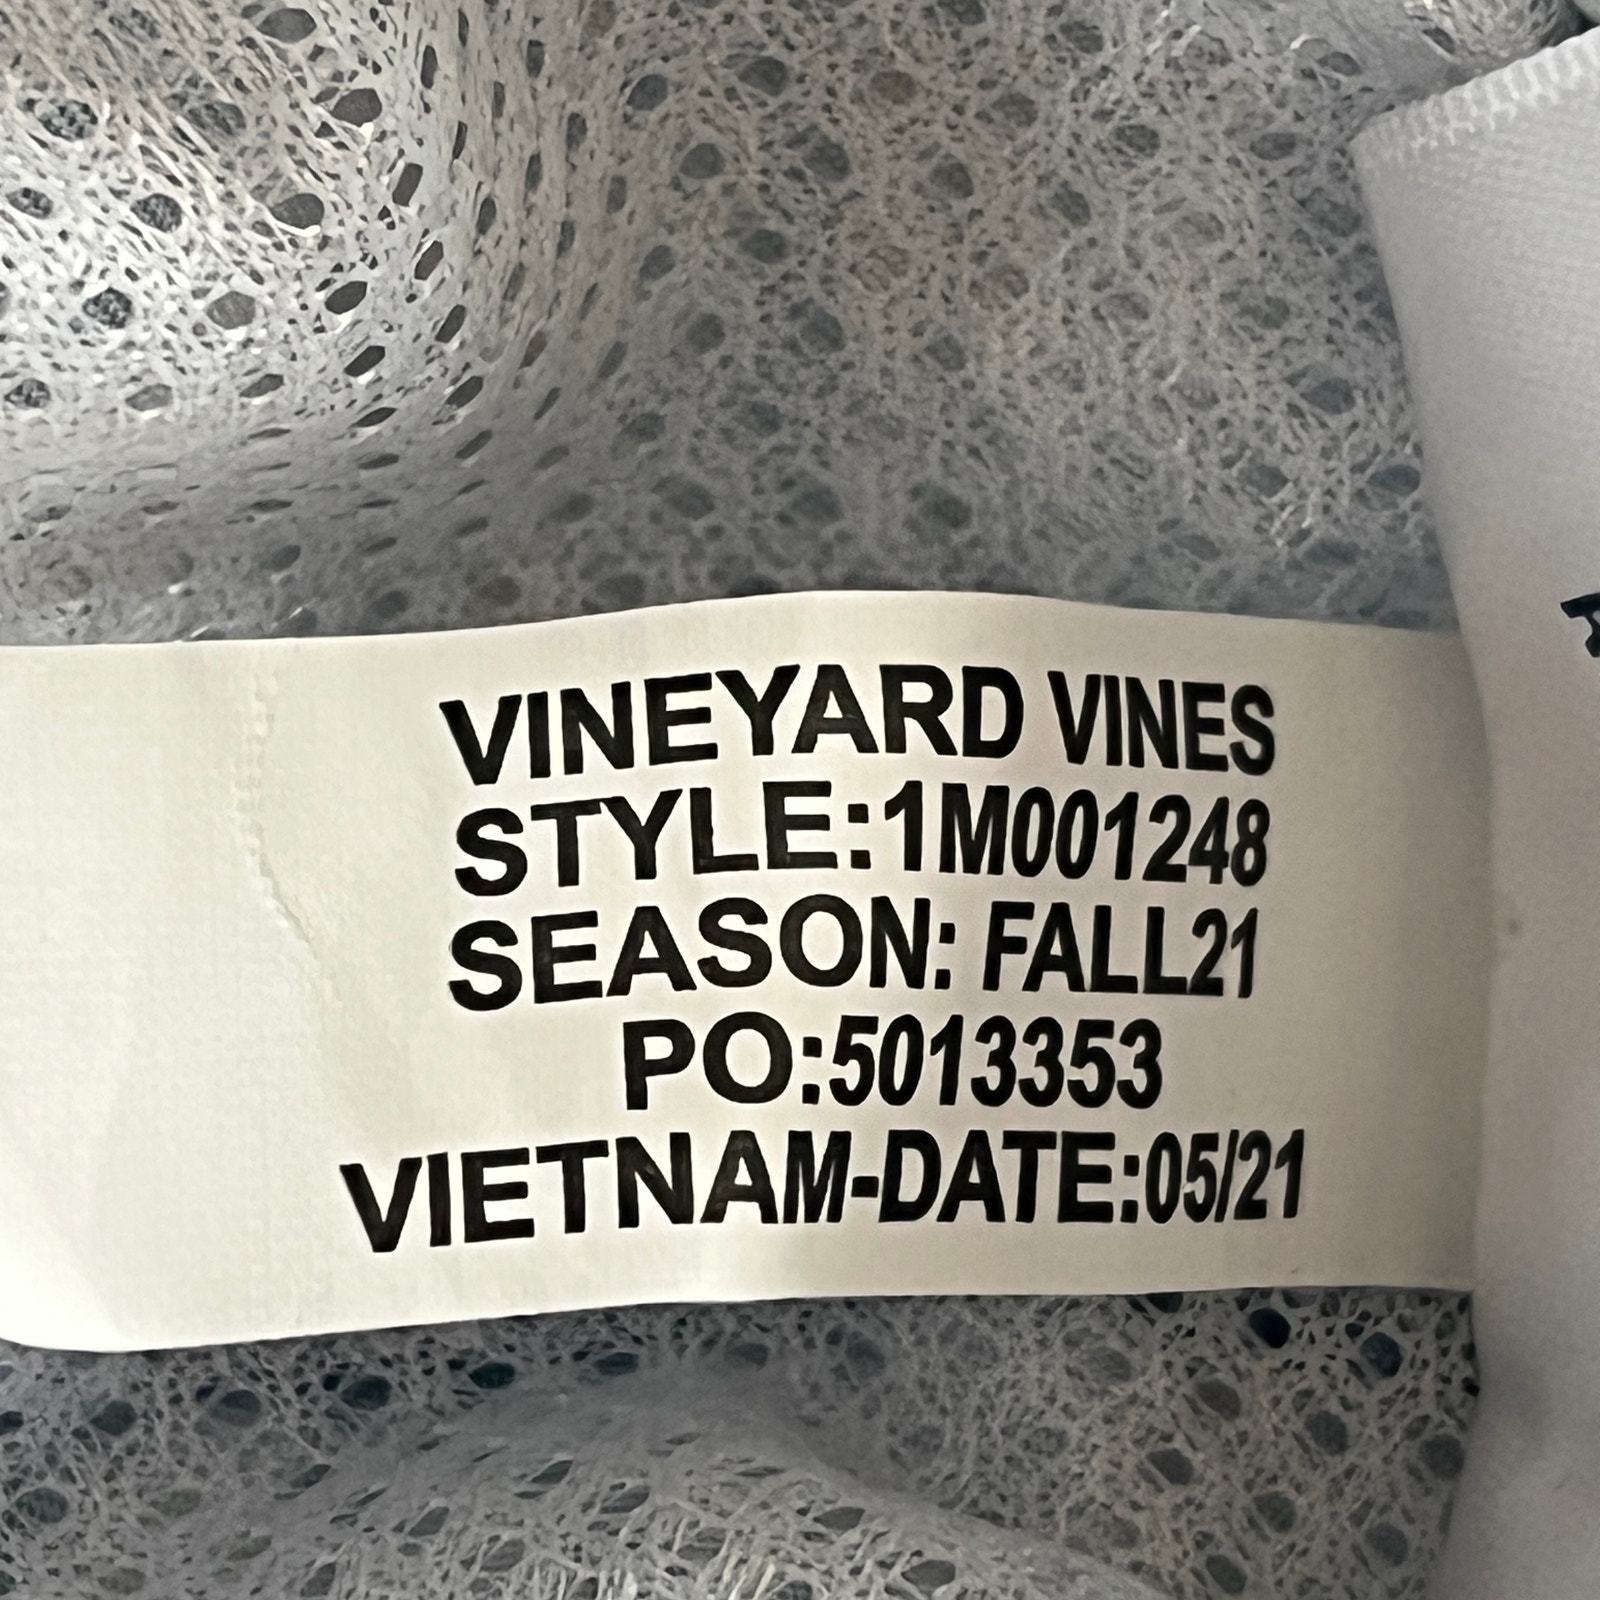 VINEYARD VINES
STYLE:1M001248
SEASON: FALL21
PO:5013353
VIETNAM-DATE:05/21